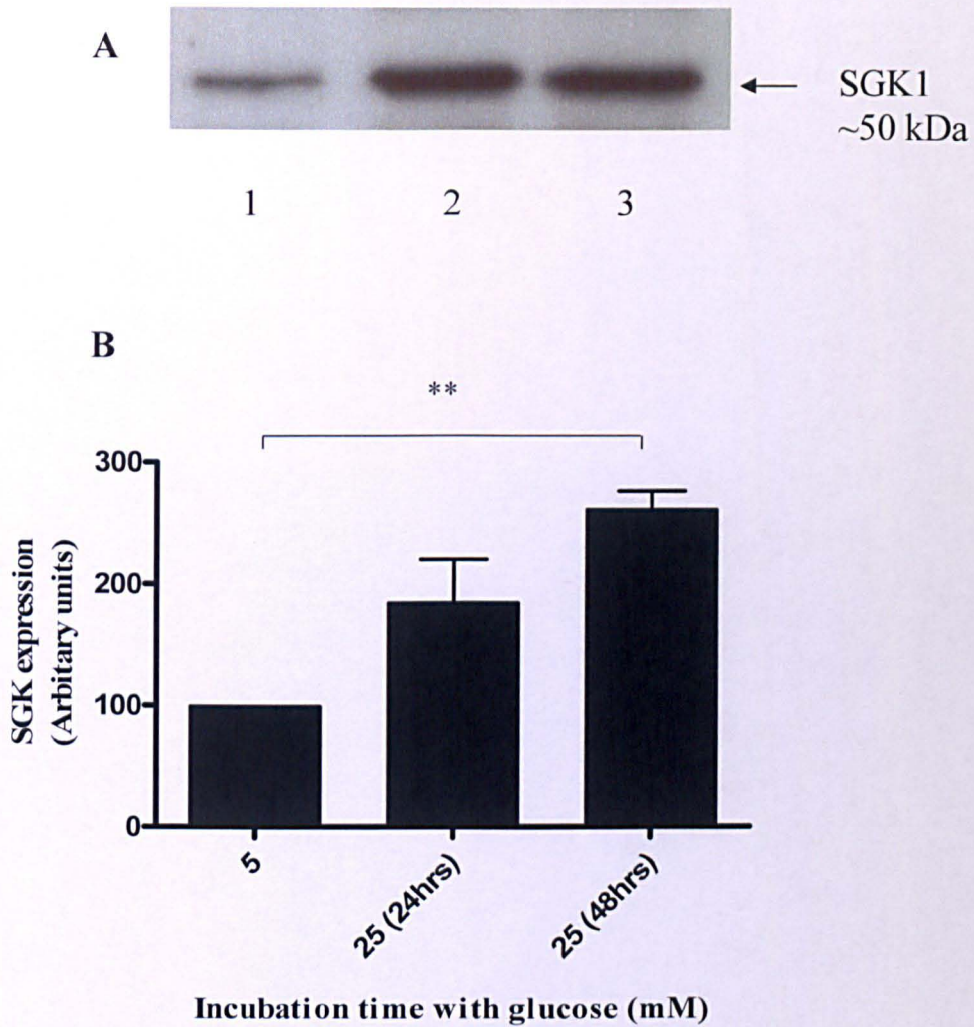 A
SGK1
~50 kDa
1 2 3
B
**
300
200
100
0
SGK expression
(Arbitary units)
5
25 (24hrs)
25 (48hrs)
Incubation time with glucose (mM)